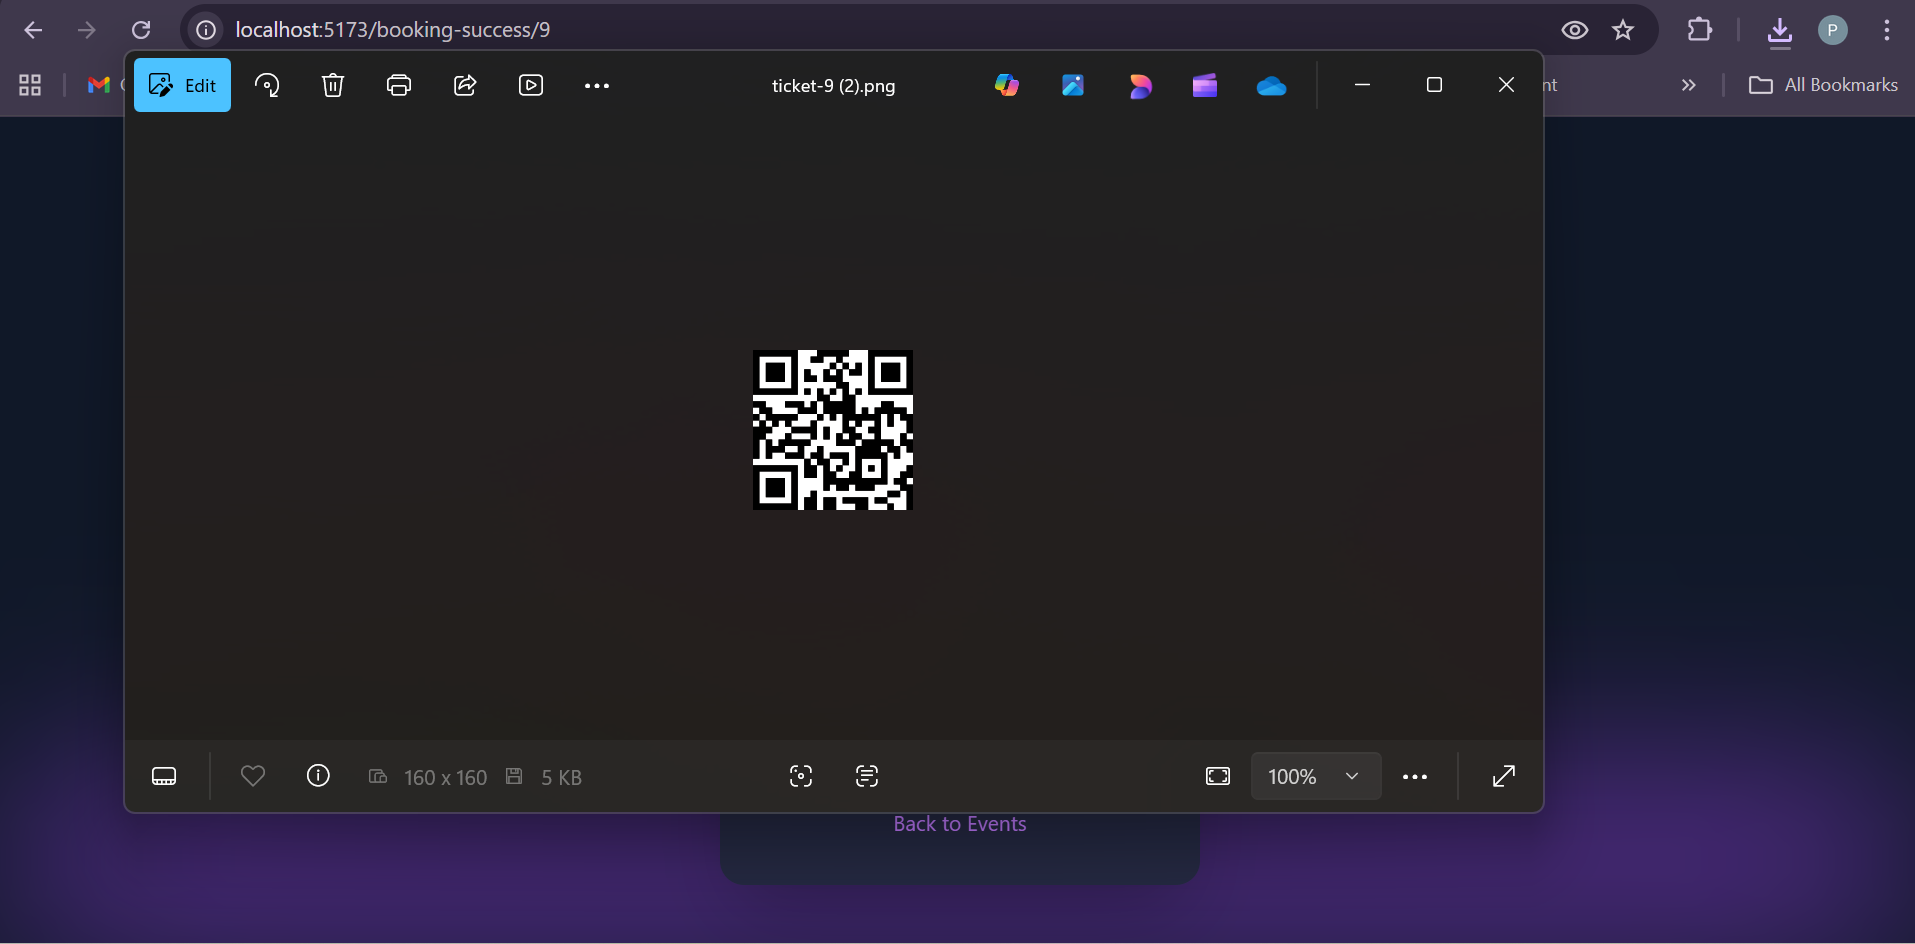 localhost:5173/booking-success/9
P
All Bookmarks
Edit
ticket-9 (2).png
nt
160 x 160
5 KB
100%
Back to Events